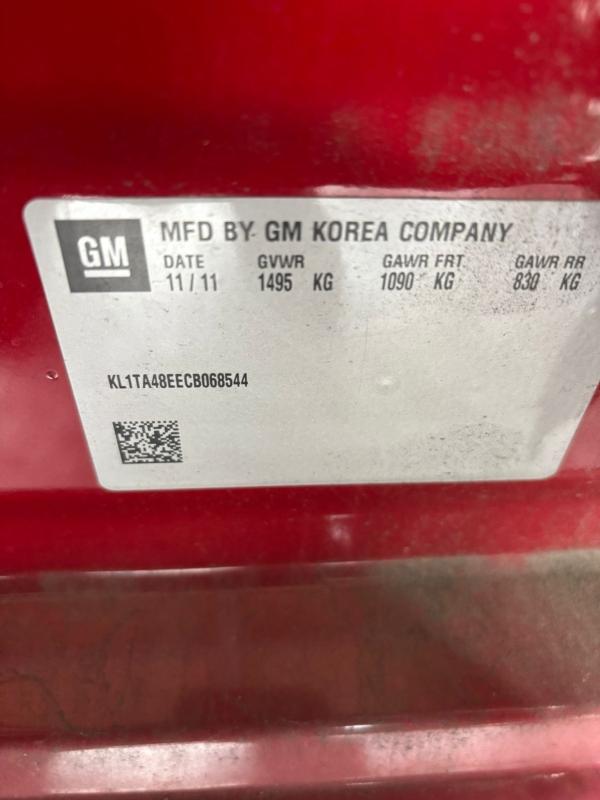 GM
MFD BY GM KOREA COMPANY
DATE GVWR GAWR FRT GAWR RR
11/11 1495 KG 1090 KG 830 KG
KL1TA48EECB068544